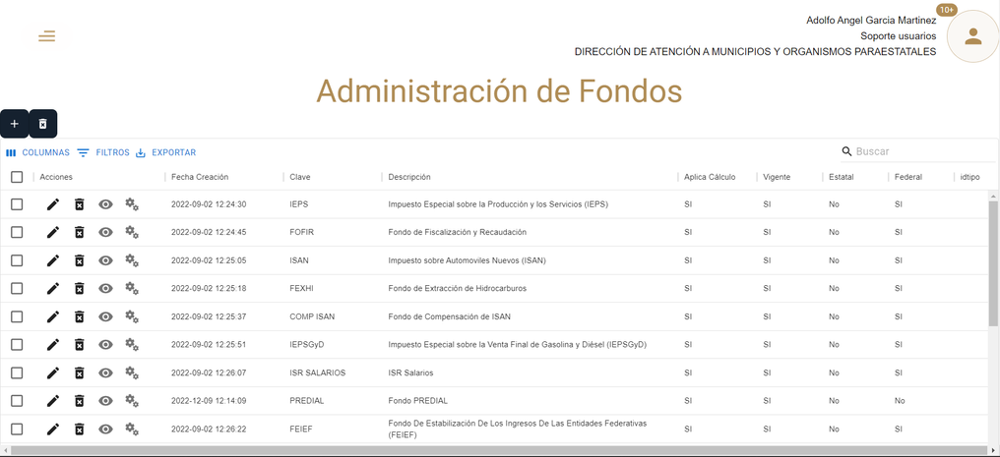 10+
Adolfo Angel Garcia Martinez
Soporte usuarios
DIRECCIÓN DE ATENCIÓN A MUNICIPIOS Y ORGANISMOS PARAESTATALES
Administración de Fondos
COLUMNAS FILTROS EXPORTAR Buscar
Acciones Fecha Creación Clave Descripción Aplica Cálculo Vigente Estatal Federal idtipo
2022-09-02 12:24:30 IEPS Impuesto Especial sobre la Producción y los Servicios (IEPS) SI SI No SI
2022-09-02 12:24:45 FOFIR Fondo de Fiscalización y Recaudación SI SI No SI
2022-09-02 12:25:05 ISAN Impuesto sobre Automoviles Nuevos (ISAN) SI SI No SI
2022-09-02 12:25:18 FEXHI Fondo de Extracción de Hidrocarburos SI SI No SI
2022-09-02 12:25:37 COMP ISAN Fondo de Compensación de ISAN SI SI No SI
2022-09-02 12:25:51 IEPSGyD Impuesto Especial sobre la Venta Final de Gasolina y Diésel (IEPSGyD) SI SI No SI
2022-09-02 12:26:07 ISR SALARIOS ISR Salarios SI SI No SI
2022-12-09 12:14:09 PREDIAL Fondo PREDIAL SI SI No No
2022-09-02 12:26:22 FEIEF Fondo De Estabilización De Los Ingresos De Las Entidades Federativas SI SI No SI
(FEIEF)